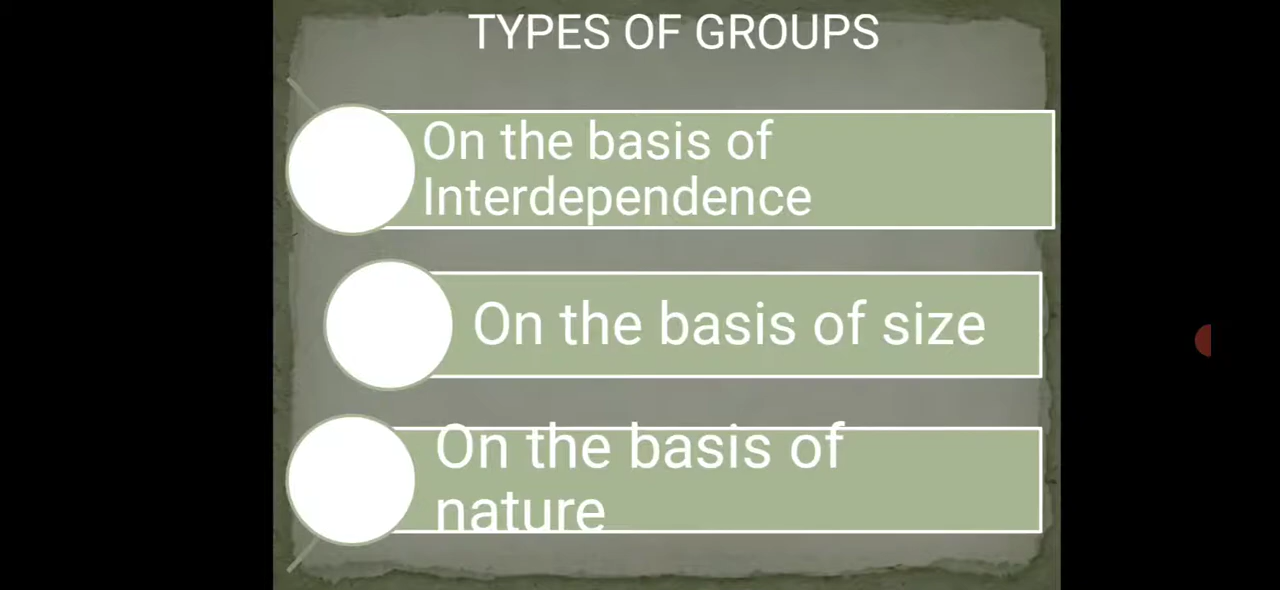 TYPES OF GROUPS
On the basis of
Interdependence
On the basis of size
On the basis of
nature